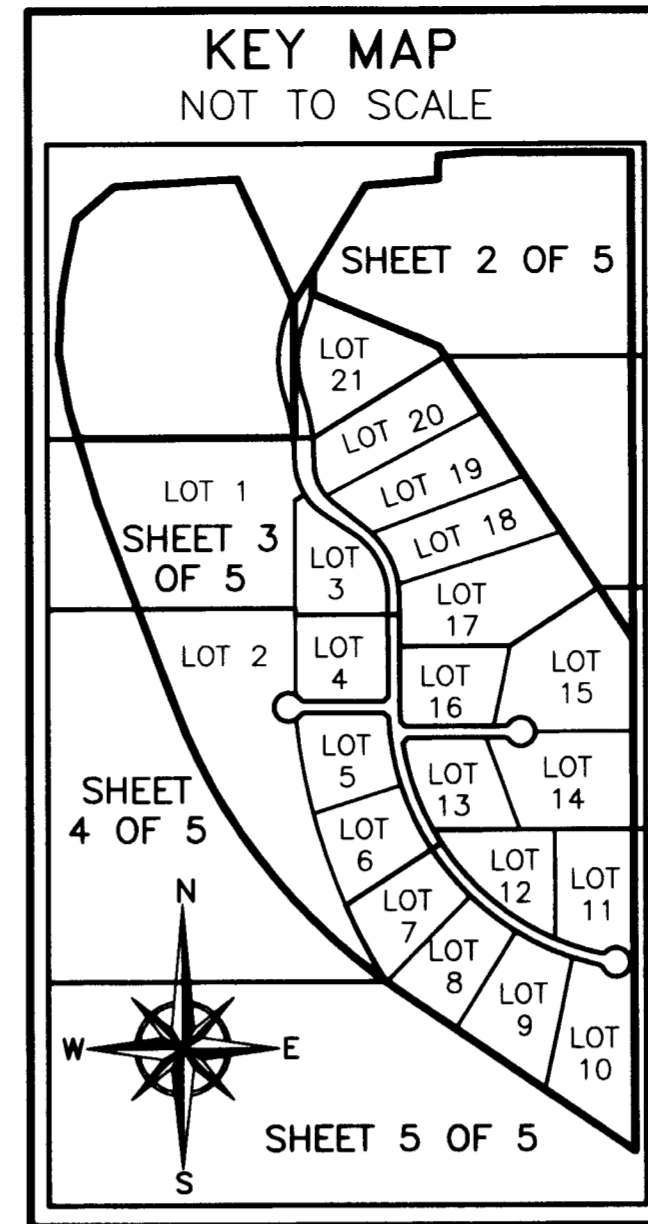 KEY MAP
NOT TO SCALE
SHEET 2 OF 5
LOT
21
LOT 20
LOT 19
LOT 18
LOT 1
SHEET 3
OF 5
LOT
3
LOT
17
LOT 2
LOT
4
LOT
16
LOT
15
LOT
5
LOT
13
LOT
14
SHEET
4 OF 5
LOT
6
LOT
12
LOT
11
LOT
7
LOT
8
LOT
9
LOT
10
N
W
E
S
SHEET 5 OF 5